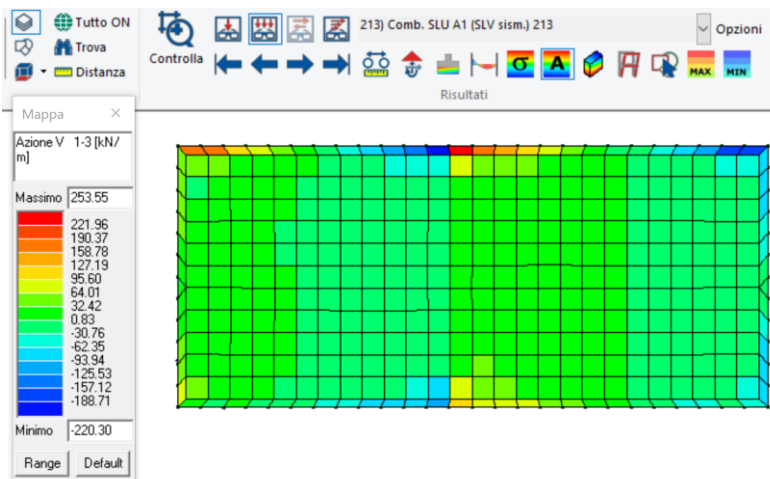 Tutto ON
Trova
Distanza
Controlla
213) Comb. SLU A1 (SLV sism.) 213
Opzioni
σ
A
MAX
MIN
Risultati
Mappa
Azione V 1-3 [kN/
m]
Massimo 253.55
221.96
190.37
158.78
127.19
95.60
64.01
32.42
0.83
-30.76
-62.35
-93.94
-125.53
-157.12
-188.71
Minimo -220.30
Range Default